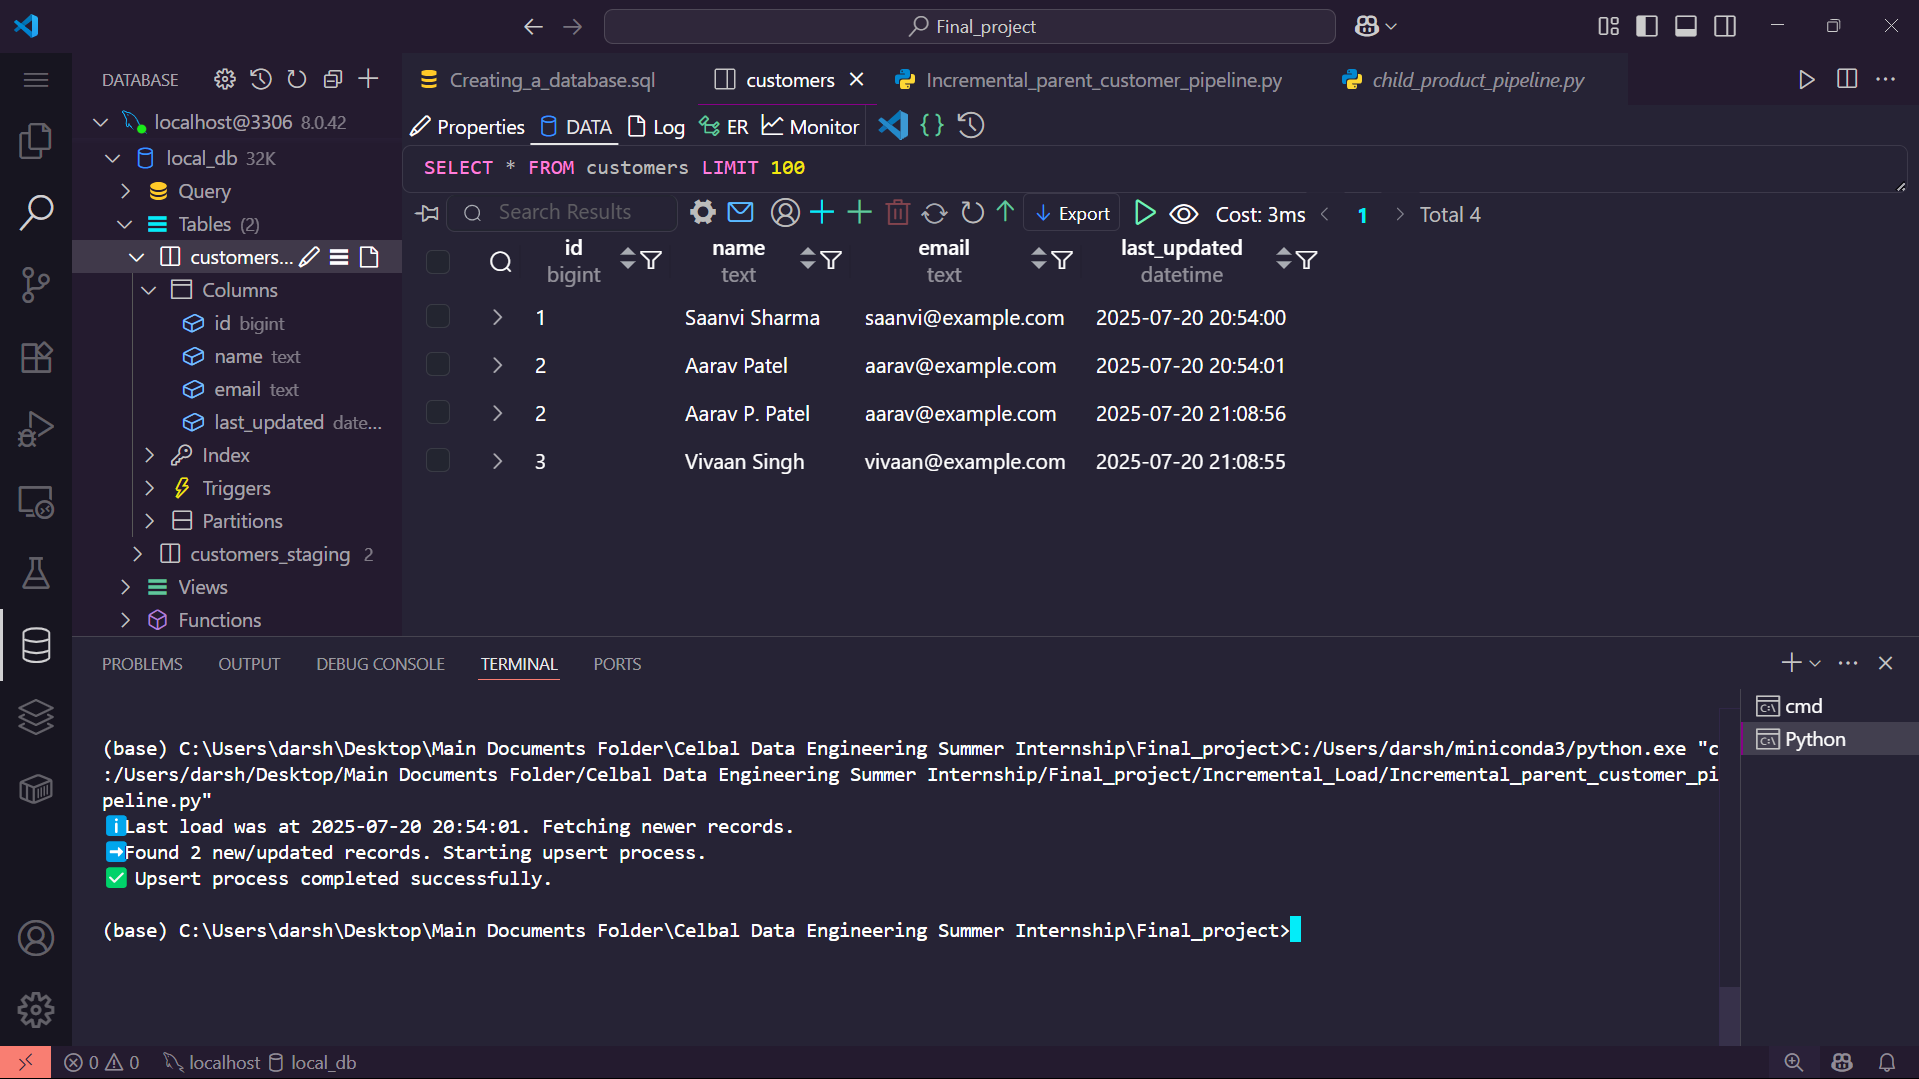 Final_project
DATABASE
localhost@3306 8.0.42
local_db 32K
Query
Tables (2)
customers...
Columns
id bigint
name text
email text
last_updated date...
Index
Triggers
Partitions
customers_staging 2
Views
Functions
Creating_a_database.sql
customers
Incremental_parent_customer_pipeline.py
child_product_pipeline.py
Properties DATA Log ER Monitor
SELECT * FROM customers LIMIT 100
Search Results Export Cost: 3ms 1 Total 4
id name email last_updated
bigint text text datetime
1 Saanvi Sharma saanvi@example.com 2025-07-20 20:54:00
2 Aarav Patel aarav@example.com 2025-07-20 20:54:01
2 Aarav P. Patel aarav@example.com 2025-07-20 21:08:56
3 Vivaan Singh vivaan@example.com 2025-07-20 21:08:55
PROBLEMS OUTPUT DEBUG CONSOLE TERMINAL PORTS
cmd
Python
(base) C:\Users\darsh\Desktop\Main Documents Folder\Celbal Data Engineering Summer Internship\Final_project>C:/Users/darsh/miniconda3/python.exe "c
:/Users/darsh/Desktop/Main Documents Folder/Celbal Data Engineering Summer Internship/Final_project/Incremental_Load/Incremental_parent_customer_pi
peline.py"
Last load was at 2025-07-20 20:54:01. Fetching newer records.
Found 2 new/updated records. Starting upsert process.
Upsert process completed successfully.
(base) C:\Users\darsh\Desktop\Main Documents Folder\Celbal Data Engineering Summer Internship\Final_project>
0 0 localhost local_db